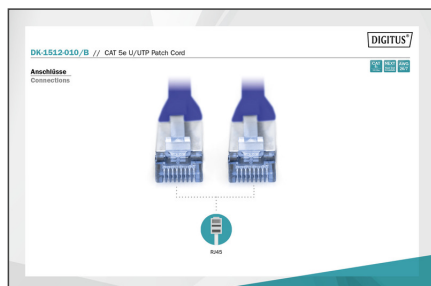 DIGITUS®
DK-1512-010/B // CAT 5e U/UTP Patch Cord
Anschlüsse
Connections
RJ45